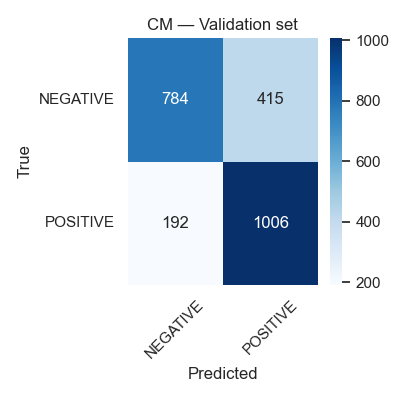 CM — Validation set
NEGATIVE 784 415
POSITIVE 192 1006
NEGATIVE POSITIVE
Predicted
True
1000
800
600
400
200